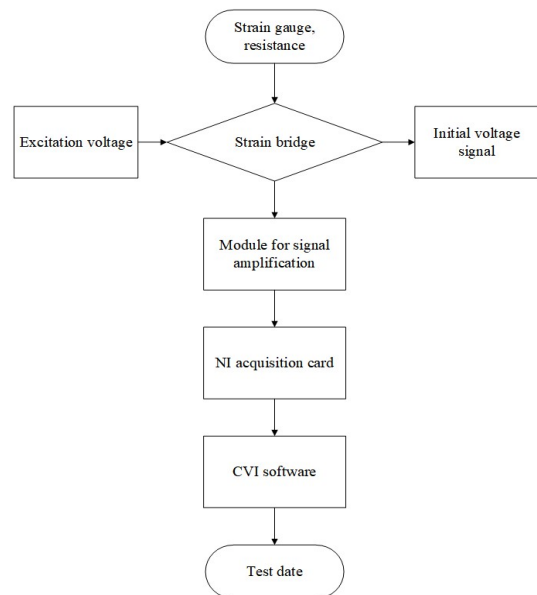 Strain gauge,
resistance
Excitation voltage
Strain bridge
Initial voltage
signal
Module for signal
amplification
NI acquisition card
CVI software
Test date